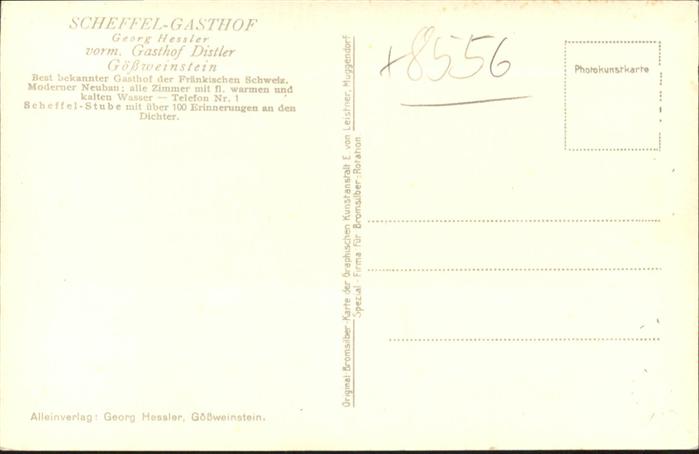 SCHEFFEL-GASTHOF
Georg Hessler
vorm. Gasthof Distler
Gößweinstein
Best bekannter Gasthof der Fränkischen Schweiz.
Moderner Neubau; alle Zimmer mit fl. warmen und
kalten Wasser — Telefon Nr. 1
Scheffel-Stube mit über 100 Erinnerungen an den
Dichter.
Alleinverlag: Georg Hessler, Gößweinstein.
Original Bromsilber-Karte der Graphischen Kunstanstalt E. von Leistner, Muggendorf
Spezial-Firma für Bromsilber-Rotation
+8556
Photokunstkarte